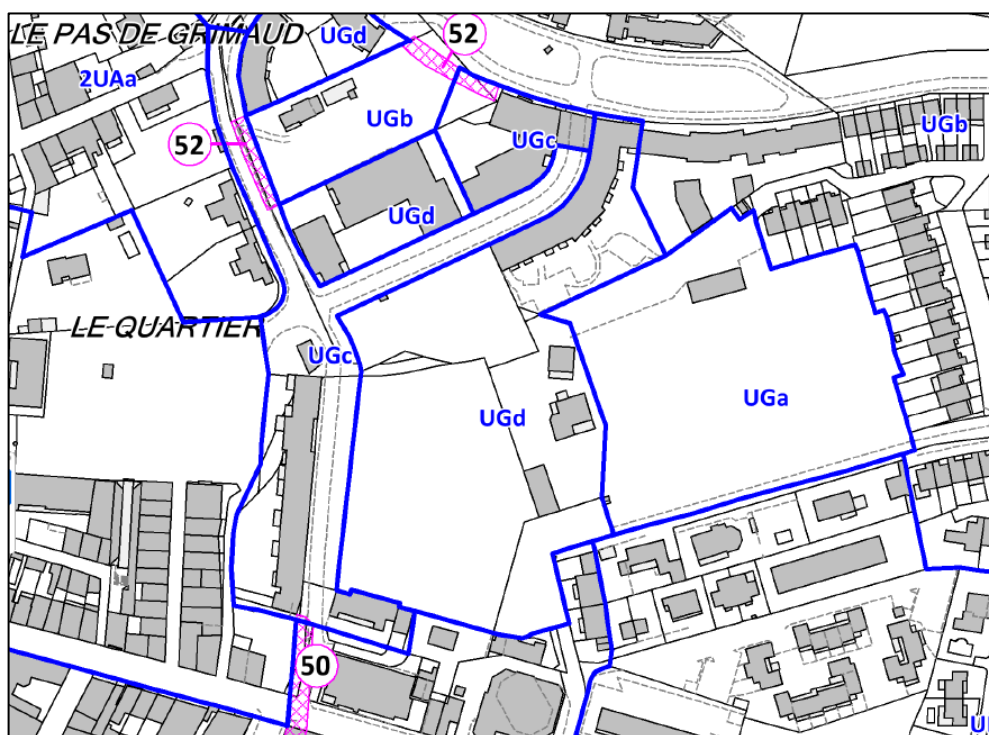 LE PAS DE GRIMAUD
UGd
52
2UAa
UGb
UGb
52
UGc
UGd
LE QUARTIER
UGc
UGa
UGd
50